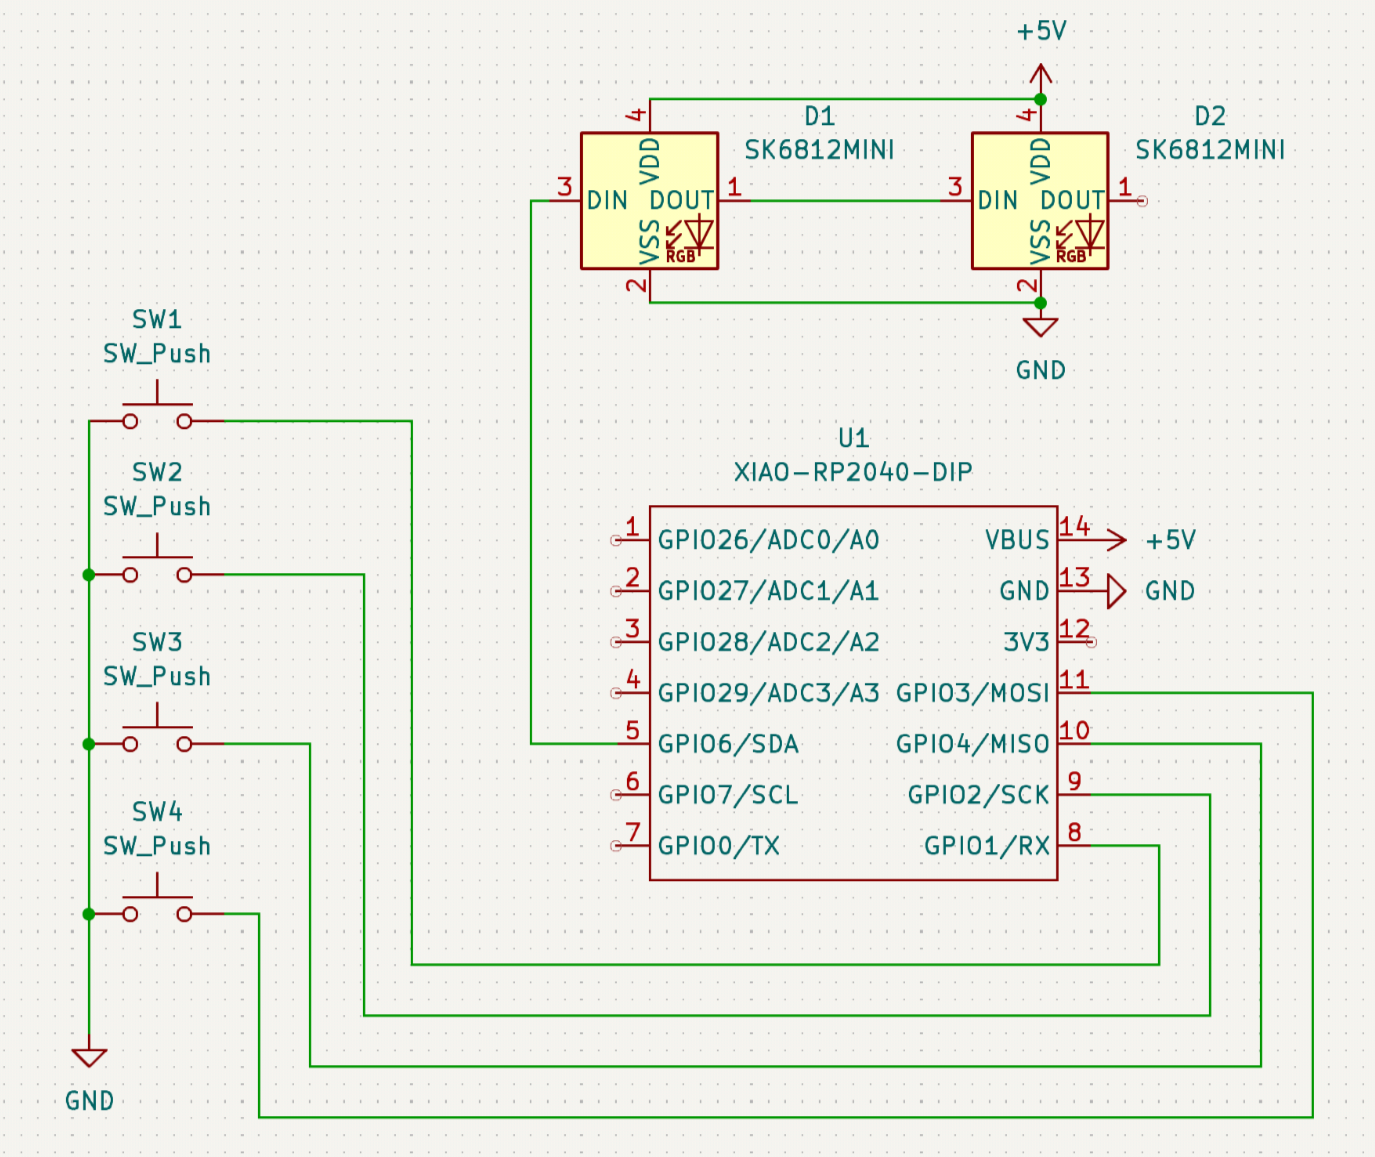 +5V
D1
SK6812MINI
D2
SK6812MINI
4
VDD
3
DIN
DOUT
1
VSS
RGB
2
4
VDD
3
DIN
DOUT
1
VSS
RGB
2
GND
SW1
SW_Push
SW2
SW_Push
SW3
SW_Push
SW4
SW_Push
GND
U1
XIAO-RP2040-DIP
1
GPIO26/ADC0/A0
2
GPIO27/ADC1/A1
3
GPIO28/ADC2/A2
4
GPIO29/ADC3/A3
5
GPIO6/SDA
6
GPIO7/SCL
7
GPIO0/TX
VBUS
14
+5V
GND
13
GND
3V3
12
GPIO3/MOSI
11
GPIO4/MISO
10
GPIO2/SCK
9
GPIO1/RX
8